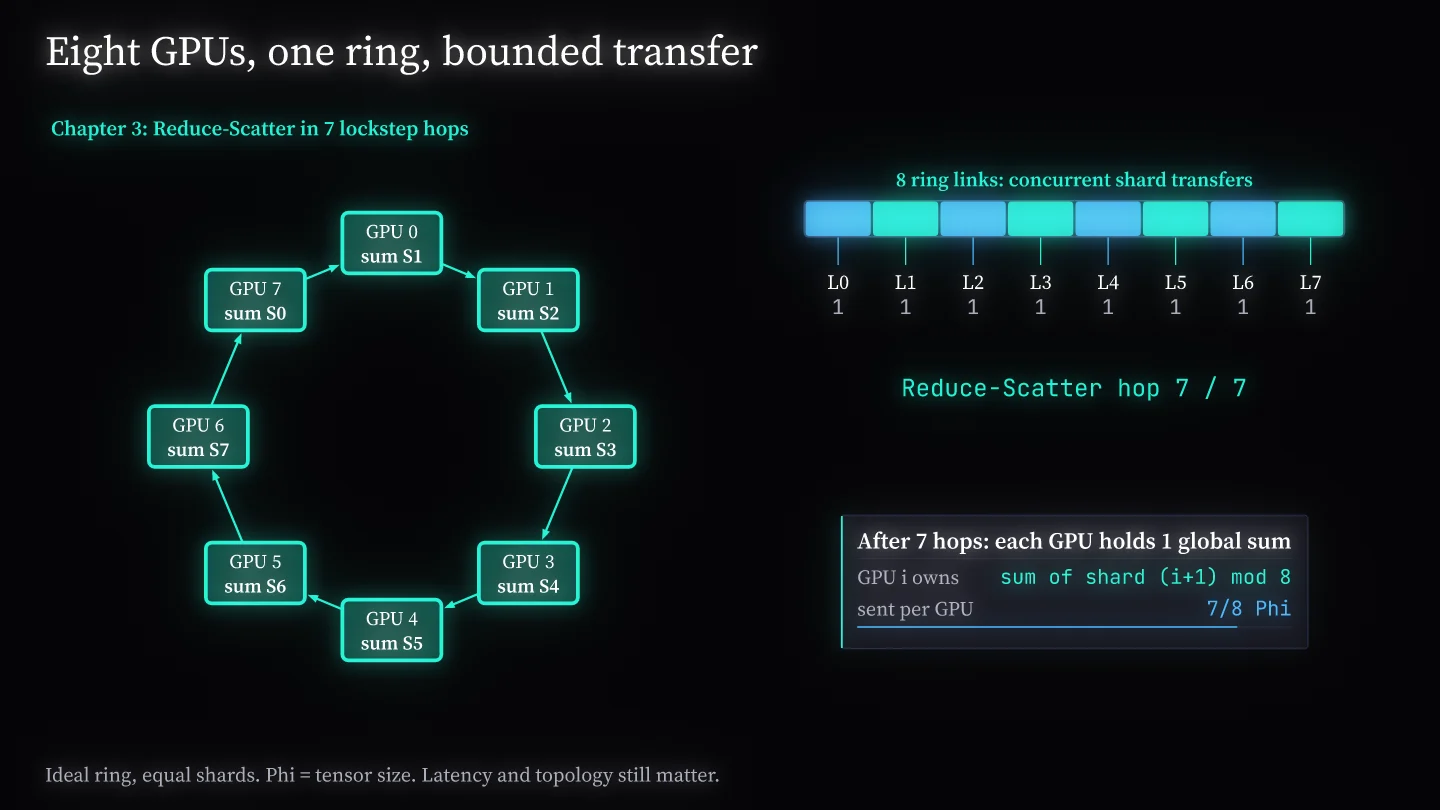 Eight GPUs, one ring, bounded transfer
Chapter 3: Reduce-Scatter in 7 lockstep hops
GPU 0
sum S1
GPU 1
sum S2
GPU 2
sum S3
GPU 3
sum S4
GPU 4
sum S5
GPU 5
sum S6
GPU 6
sum S7
GPU 7
sum S0
8 ring links: concurrent shard transfers
L0 L1 L2 L3 L4 L5 L6 L7
1 1 1 1 1 1 1 1
Reduce-Scatter hop 7 / 7
After 7 hops: each GPU holds 1 global sum
GPU i owns sum of shard (i+1) mod 8
sent per GPU 7/8 Phi
Ideal ring, equal shards. Phi = tensor size. Latency and topology still matter.